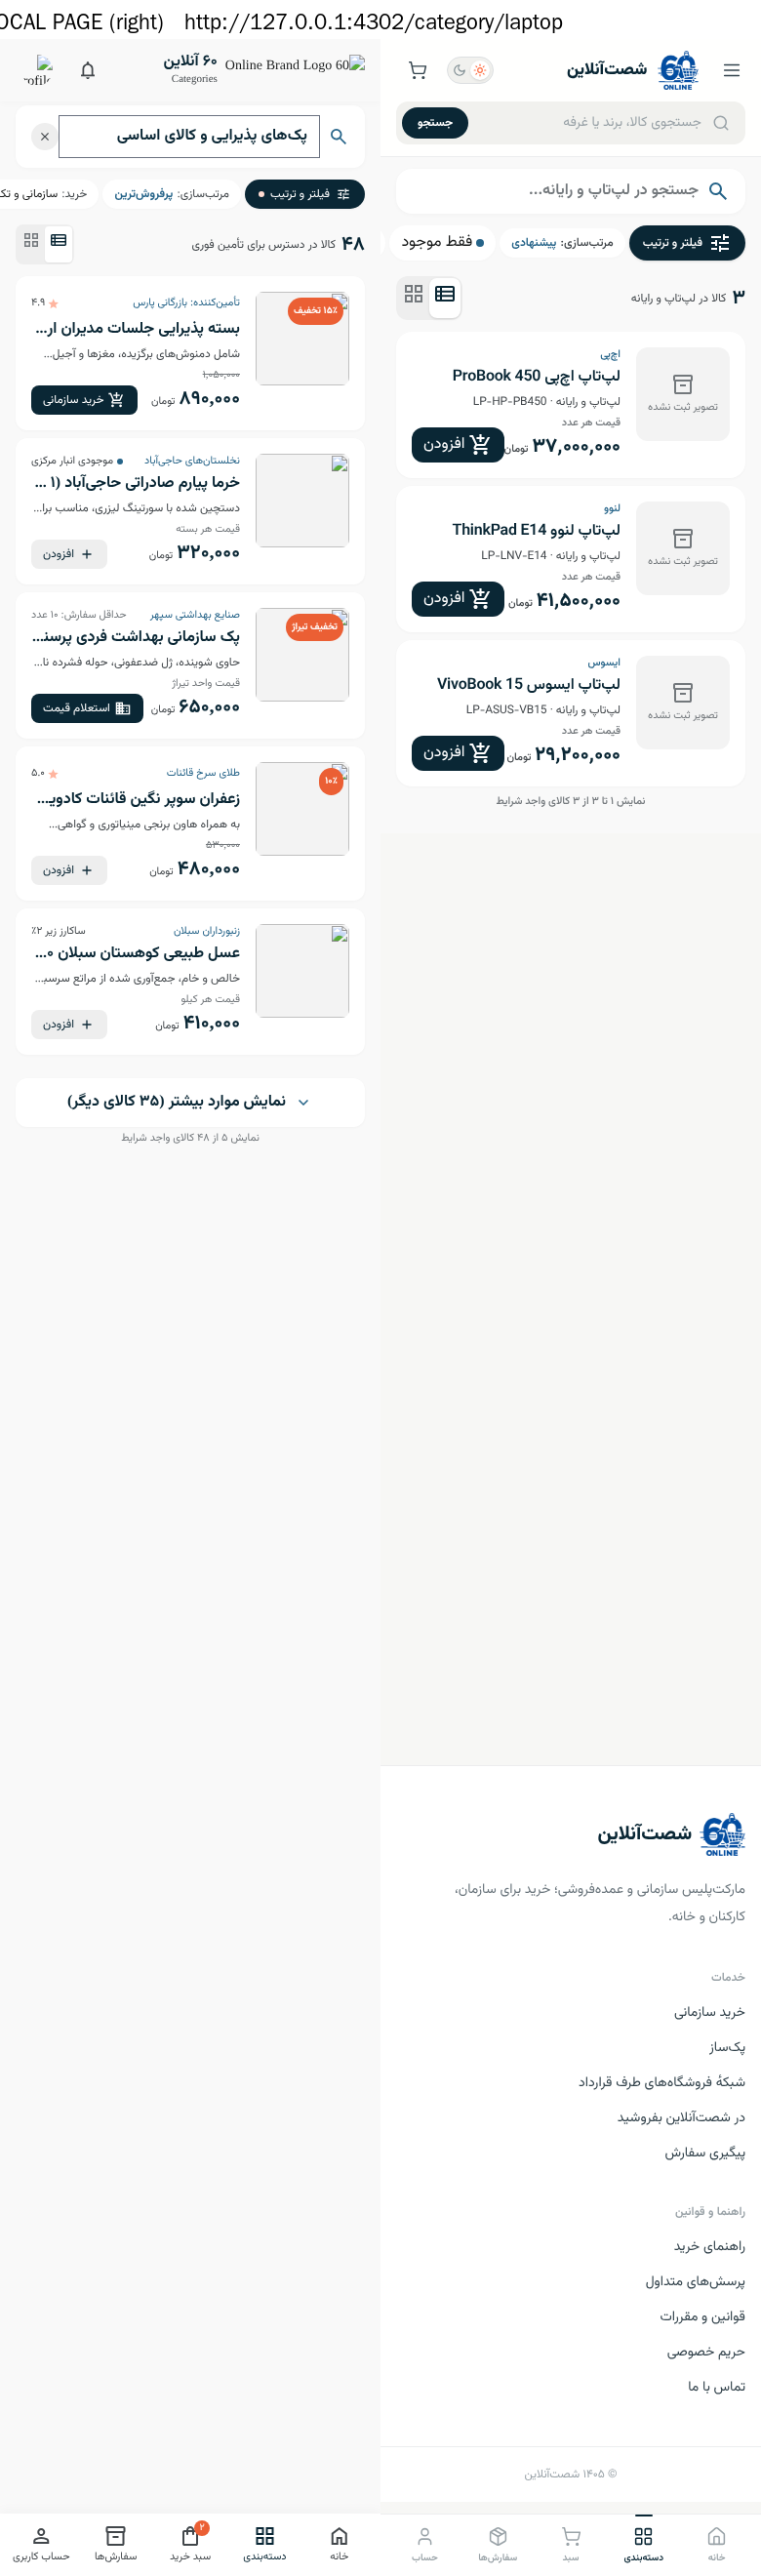 OCAL PAGE (right)   http://127.0.0.1:4302/category/laptop
شصت‌آنلاین
60
ONLINE
جستجوی کالا، برند یا غرفه
جستجو
جستجو در لپ‌تاپ و رایانه...
فیلتر و ترتیب
مرتب‌سازی: پیشنهادی
فقط موجود
۳ کالا در لپ‌تاپ و رایانه
تصویر ثبت نشده
اچ‌پی
لپ‌تاپ اچ‌پی ProBook 450
لپ‌تاپ و رایانه · LP-HP-PB450
قیمت هر عدد
۳۷,۰۰۰,۰۰۰ تومان
افزودن
تصویر ثبت نشده
لنوو
لپ‌تاپ لنوو ThinkPad E14
لپ‌تاپ و رایانه · LP-LNV-E14
قیمت هر عدد
۴۱,۵۰۰,۰۰۰ تومان
افزودن
تصویر ثبت نشده
ایسوس
لپ‌تاپ ایسوس VivoBook 15
لپ‌تاپ و رایانه · LP-ASUS-VB15
قیمت هر عدد
۲۹,۲۰۰,۰۰۰ تومان
افزودن
نمایش ۱ تا ۳ از ۳ کالای واجد شرایط
60
ONLINE
شصت‌آنلاین
مارکت‌پلیس سازمانی و عمده‌فروشی؛ خرید برای سازمان،
کارکنان و خانه.
خدمات
خرید سازمانی
پک‌ساز
شبکهٔ فروشگاه‌های طرف قرارداد
در شصت‌آنلاین بفروشید
پیگیری سفارش
راهنما و قوانین
راهنمای خرید
پرسش‌های متداول
قوانین و مقررات
حریم خصوصی
تماس با ما
© ۱۴۰۵ شصت‌آنلاین
خانه
دسته‌بندی
سبد
سفارش‌ها
حساب
60 Online Brand Logo
۶۰ آنلاین
Categories
پک‌های پذیرایی و کالای اساسی
فیلتر و ترتیب
مرتب‌سازی: پرفروش‌ترین
خرید: سازمانی و تک
۴۸ کالا در دسترس برای تأمین فوری
۱۵٪ تخفیف
تأمین‌کننده: بازرگانی پارس
۴.۹
بسته پذیرایی جلسات مدیران ار...
شامل دمنوش‌های برگزیده، مغزها و آجیل...
۱,۰۵۰,۰۰۰
۸۹۰,۰۰۰ تومان
خرید سازمانی
نخلستان‌های حاجی‌آباد
موجودی انبار مرکزی
خرما پیارم صادراتی حاجی‌آباد (۱ ...
دستچین شده با سورتینگ لیزری، مناسب برا...
قیمت هر بسته
۳۲۰,۰۰۰ تومان
افزودن
تخفیف تیراژ
صنایع بهداشتی سپهر
حداقل سفارش: ۱۰ عدد
پک سازمانی بهداشت فردی پرسن...
حاوی شوینده، ژل ضدعفونی، حوله فشرده نا...
قیمت واحد تیراژ
۶۵۰,۰۰۰ تومان
استعلام قیمت
۱۰٪
طلای سرخ قائنات
۵.۰
زعفران سوپر نگین قائنات کادوی...
به همراه هاون برنجی مینیاتوری و گواهی...
۵۳۰,۰۰۰
۴۸۰,۰۰۰ تومان
افزودن
زنبورداران سبلان
ساکارز زیر ۲٪
عسل طبیعی کوهستان سبلان ۰...
خالص و خام، جمع‌آوری شده از مراتع سرسب...
قیمت هر کیلو
۴۱۰,۰۰۰ تومان
افزودن
نمایش موارد بیشتر (۳۵ کالای دیگر)
نمایش ۵ از ۴۸ کالای واجد شرایط
خانه
دسته‌بندی
۲
سبد خرید
سفارش‌ها
حساب کاربری